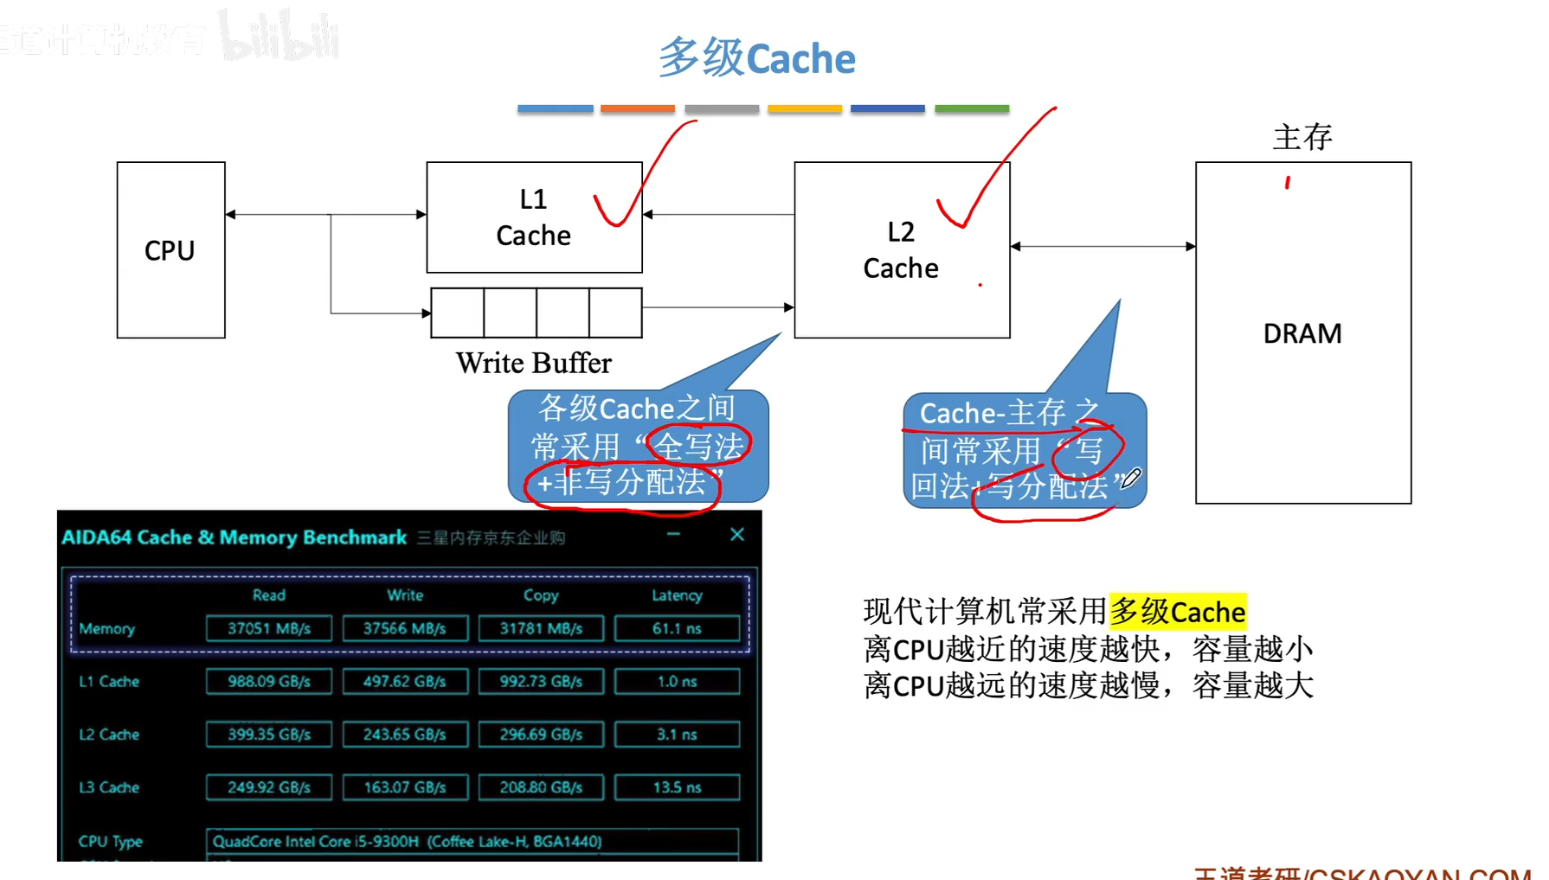 王道计算机教育 bilibili
多级Cache
主存
CPU
L1
Cache
L2
Cache
DRAM
Write Buffer
各级Cache之间
常采用“全写法
+非写分配法”
Cache-主存 之
间常采用“写
回法+写分配法”
AIDA64 Cache & Memory Benchmark 三星内存京东企业购
Read Write Copy Latency
Memory 37051 MB/s 37566 MB/s 31781 MB/s 61.1 ns
L1 Cache 988.09 GB/s 497.62 GB/s 992.73 GB/s 1.0 ns
L2 Cache 399.35 GB/s 243.65 GB/s 296.69 GB/s 3.1 ns
L3 Cache 249.92 GB/s 163.07 GB/s 208.80 GB/s 13.5 ns
CPU Type QuadCore Intel Core i5-9300H (Coffee Lake-H, BGA1440)
现代计算机常采用多级Cache
离CPU越近的速度越快，容量越小
离CPU越远的速度越慢，容量越大
王道考研/CSKAOYAN.COM